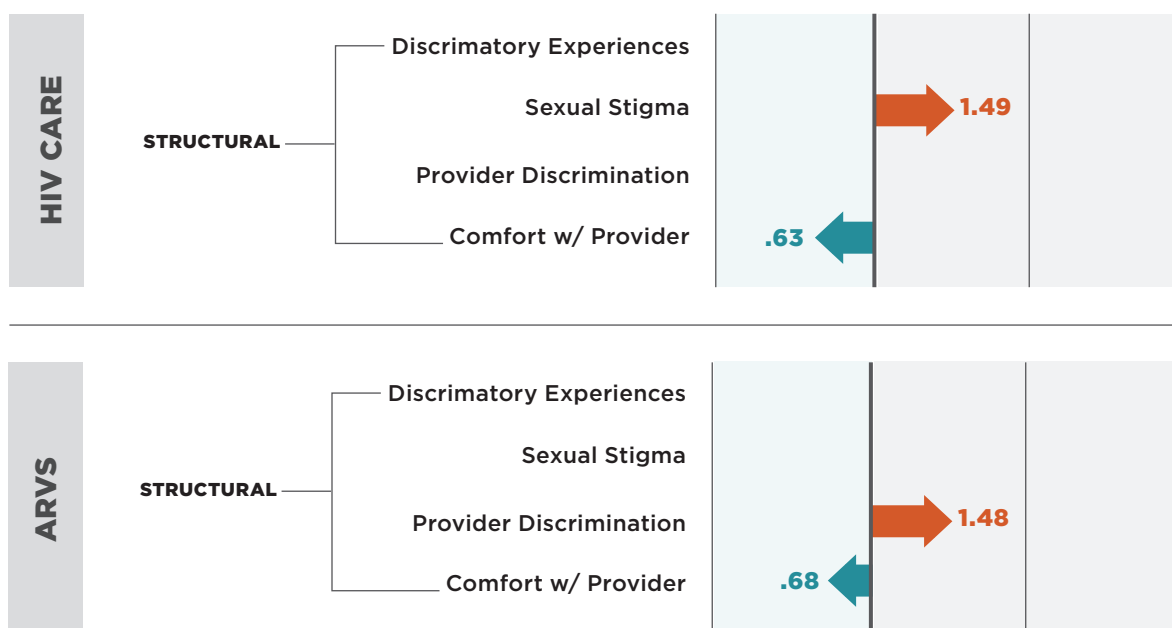 HIV CARE
STRUCTURAL
Discrimatory Experiences
Sexual Stigma
1.49
Provider Discrimination
Comfort w/ Provider
.63
ARVS
STRUCTURAL
Discrimatory Experiences
Sexual Stigma
Provider Discrimination
1.48
Comfort w/ Provider
.68